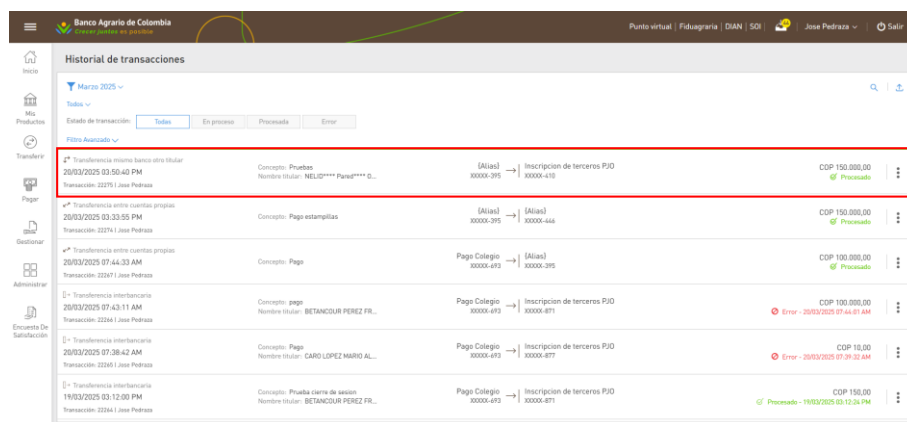 Banco Agrario de Colombia
Crecer juntos es posible
Punto virtual | Fiduagraria | DIAN | SOI | 44 Jose Pedraza Salir
Inicio
Mis Productos
Transferir
Pagar
Gestionar
Administrar
Encuesta De Satisfacción
Historial de transacciones
Marzo 2025
Todos
Estado de transacción: Todas En proceso Procesada Error
Filtro Avanzado
Transferencia mismo banco otro titular
20/03/2025 03:50:40 PM
Transacción: 22275 | Jose Pedraza
Concepto: Pruebas
Nombre titular: NELID**** Pared**** D...
(Alias) → Inscripcion de terceros PJO
XXXXX-395 XXXXX-410
COP 150.000,00
Procesado
Transferencia entre cuentas propias
20/03/2025 03:33:55 PM
Transacción: 22274 | Jose Pedraza
Concepto: Pago estampillas
(Alias) → (Alias)
XXXXX-395 XXXXX-446
COP 150.000,00
Procesado
Transferencia entre cuentas propias
20/03/2025 07:44:33 AM
Transacción: 22267 | Jose Pedraza
Concepto: Pago
Pago Colegio → (Alias)
XXXXX-693 XXXXX-395
COP 100.000,00
Procesado
Transferencia interbancaria
20/03/2025 07:43:11 AM
Transacción: 22266 | Jose Pedraza
Concepto: pago
Nombre titular: BETANCOUR PEREZ FR...
Pago Colegio → Inscripcion de terceros PJO
XXXXX-693 XXXXX-871
COP 100.000,00
Error - 20/03/2025 07:44:01 AM
Transferencia interbancaria
20/03/2025 07:38:42 AM
Transacción: 22265 | Jose Pedraza
Concepto: Pago
Nombre titular: CARO LOPEZ MARIO AL...
Pago Colegio → Inscripcion de terceros PJO
XXXXX-693 XXXXX-877
COP 10,00
Error - 20/03/2025 07:39:32 AM
Transferencia interbancaria
19/03/2025 03:12:00 PM
Transacción: 22264 | Jose Pedraza
Concepto: Prueba cierre de sesion
Nombre titular: BETANCOUR PEREZ FR...
Pago Colegio → Inscripcion de terceros PJO
XXXXX-693 XXXXX-871
COP 150,00
Procesado - 19/03/2025 03:12:24 PM